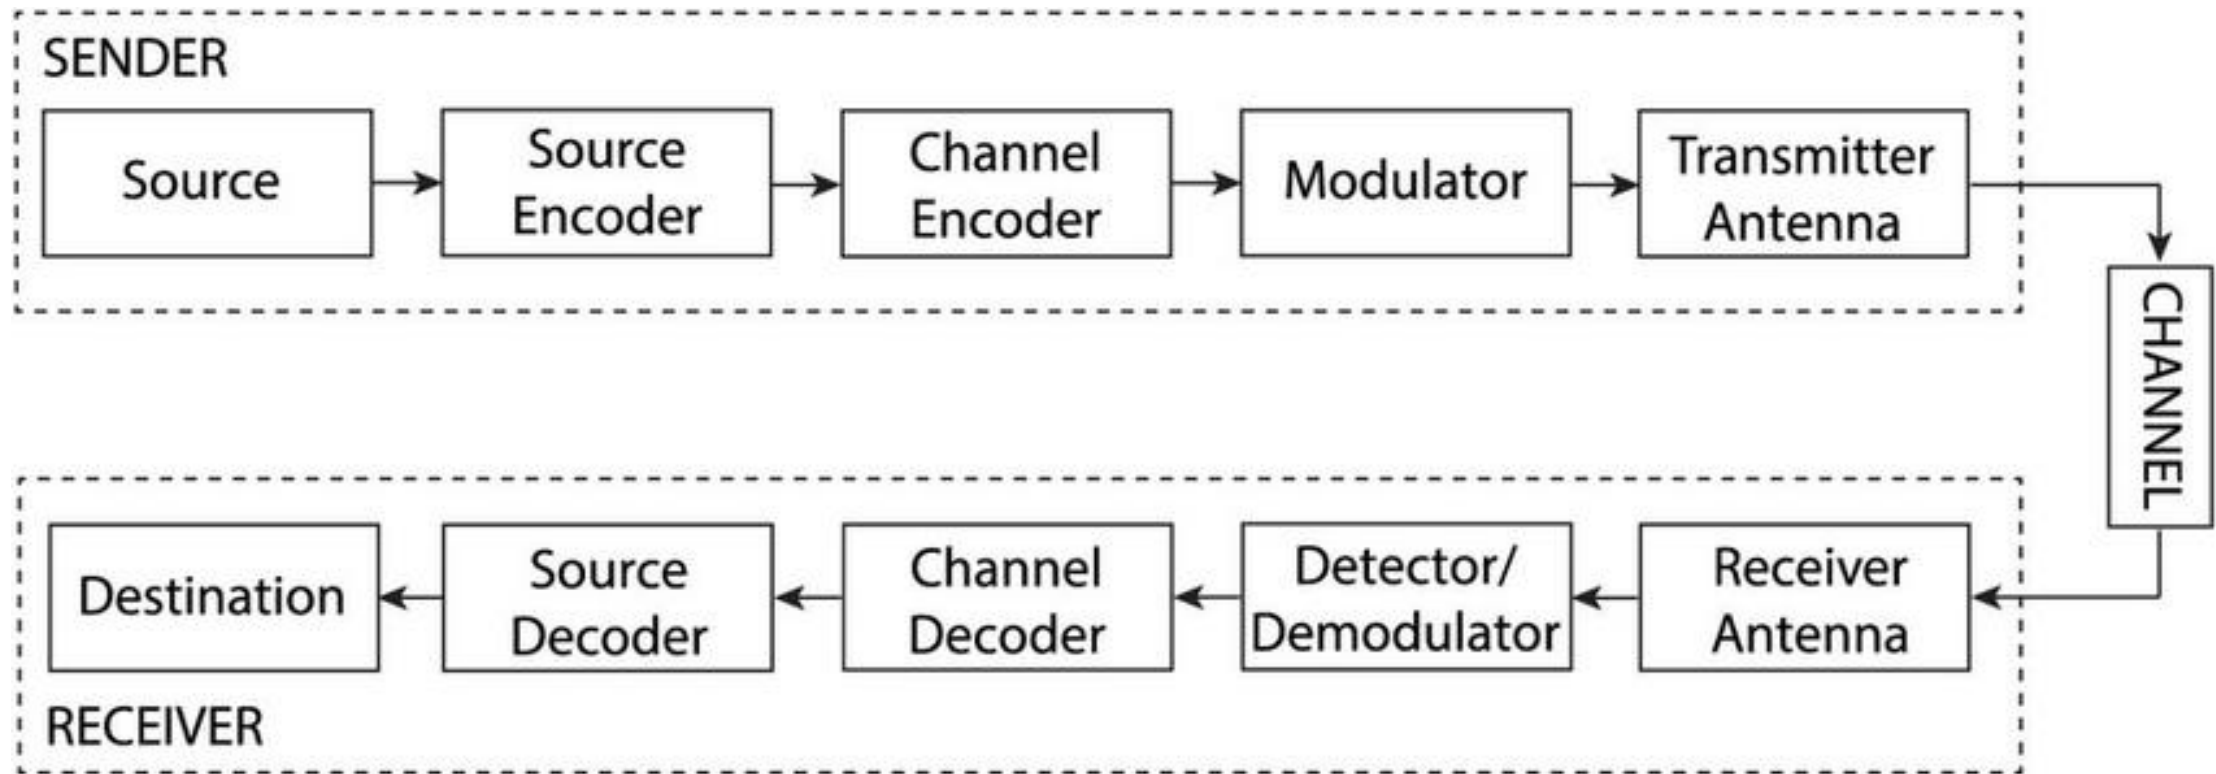 SENDER
Source
Source
Encoder
Channel
Encoder
Modulator
Transmitter
Antenna
CHANNEL
Destination
Source
Decoder
Channel
Decoder
Detector/
Demodulator
Receiver
Antenna
RECEIVER